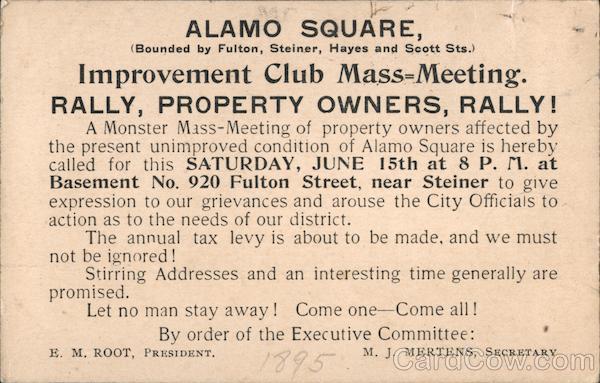 ALAMO SQUARE,
(Bounded by Fulton, Steiner, Hayes and Scott Sts.)
Improvement Club Mass=Meeting.
RALLY, PROPERTY OWNERS, RALLY!
A Monster Mass-Meeting of property owners affected by
the present unimproved condition of Alamo Square is hereby
called for this SATURDAY, JUNE 15th at 8 P. M. at
Basement No. 920 Fulton Street, near Steiner to give
expression to our grievances and arouse the City Officials to
action as to the needs of our district.
The annual tax levy is about to be made, and we must
not be ignored!
Stirring Addresses and an interesting time generally are
promised.
Let no man stay away! Come one—Come all!
By order of the Executive Committee:
E. M. ROOT, PRESIDENT. M. J. MERTENS, SECRETARY
1895
CardCow.com